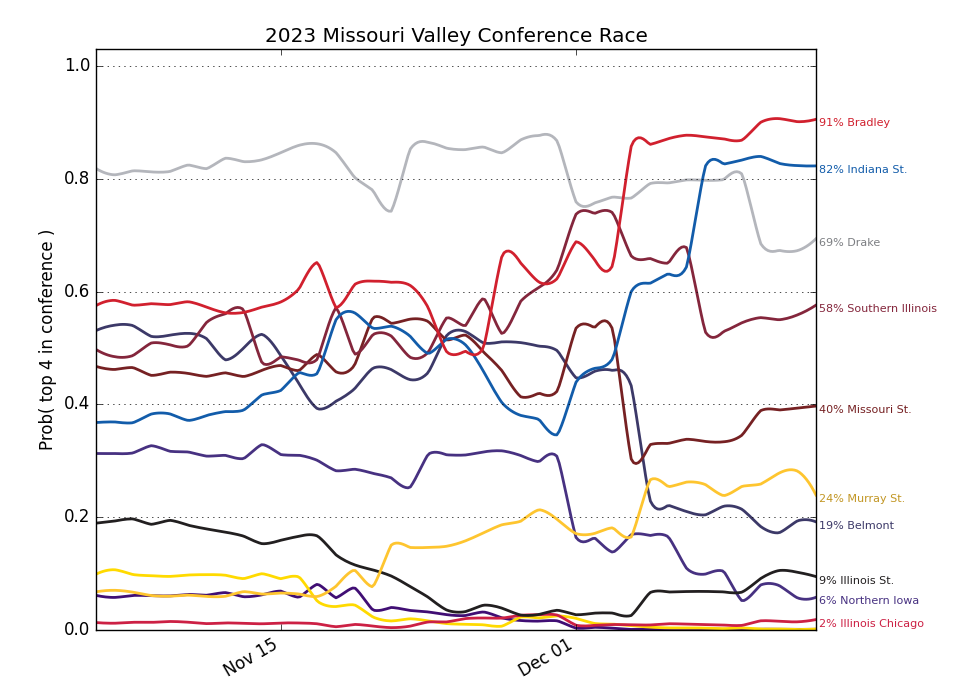 2023 Missouri Valley Conference Race
Prob( top 4 in conference )
1.0
0.8
0.6
0.4
0.2
0.0
Nov 15
Dec 01
91% Bradley
82% Indiana St.
69% Drake
58% Southern Illinois
40% Missouri St.
24% Murray St.
19% Belmont
9% Illinois St.
6% Northern Iowa
2% Illinois Chicago